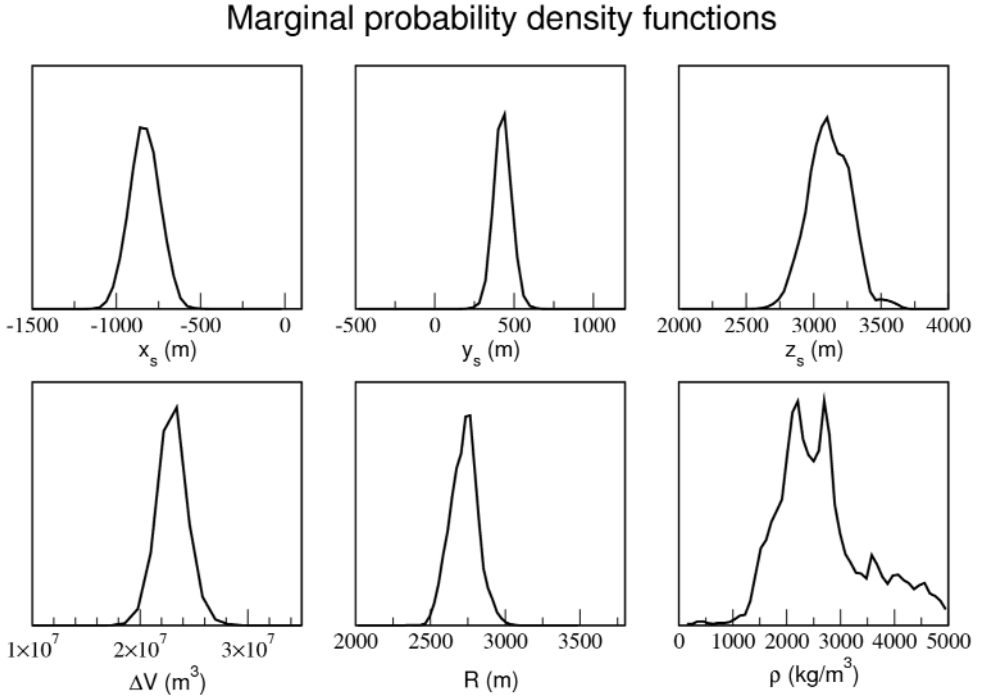 Marginal probability density functions
-1500 -1000 -500 0
x_s (m)
-500 0 500 1000
y_s (m)
2000 2500 3000 3500 4000
z_s (m)
1×10^7 2×10^7 3×10^7
ΔV (m^3)
2000 2500 3000 3500
R (m)
0 1000 2000 3000 4000 5000
ρ (kg/m^3)